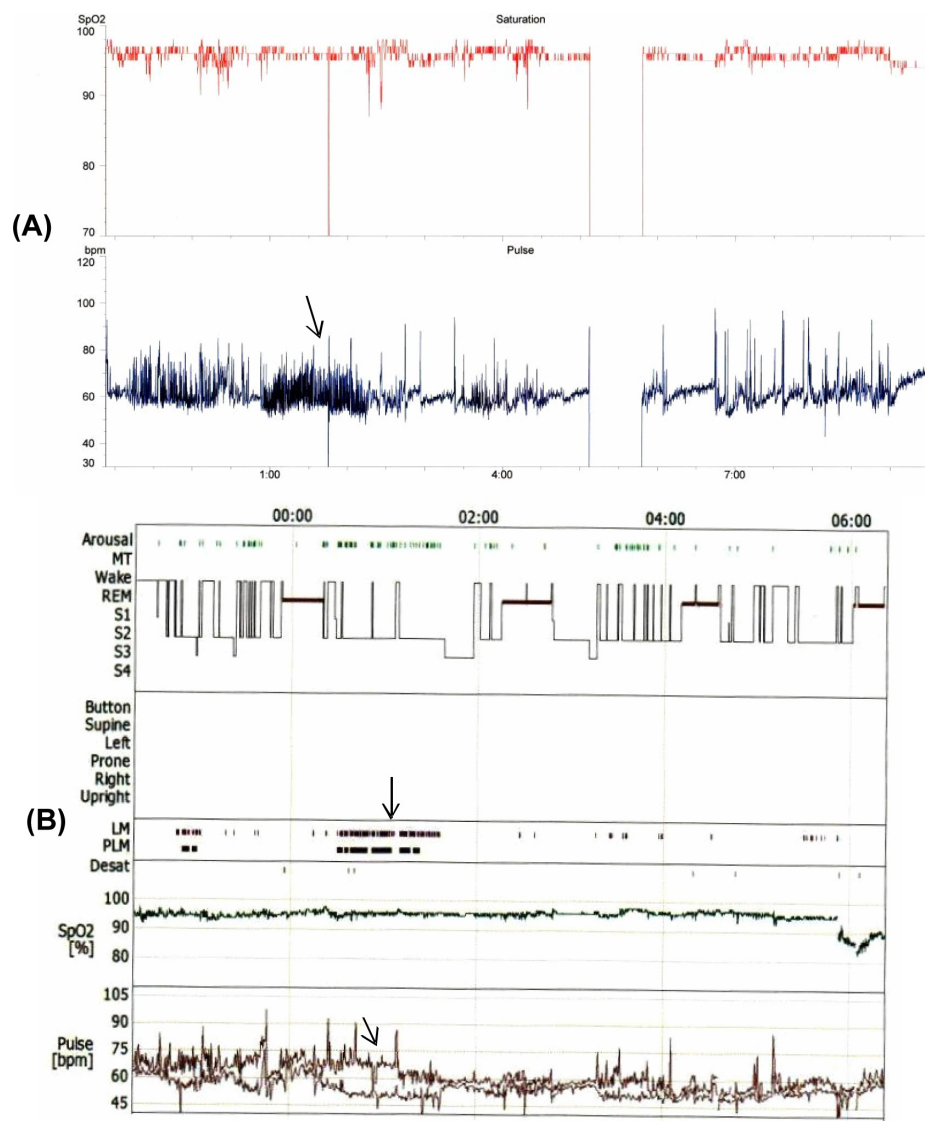 SpO2 Saturation
100
90
80
(A)
70
bpm Pulse
120
100
80
60
40
30
1:00 4:00 7:00
00:00 02:00 04:00 06:00
Arousal
MT
Wake
REM
S1
S2
S3
S4
Button
Supine
Left
Prone
Right
Upright
(B)
LM
PLM
Desat
100
90
SpO2
[%]
80
105
90
Pulse 75
[bpm]
60
45